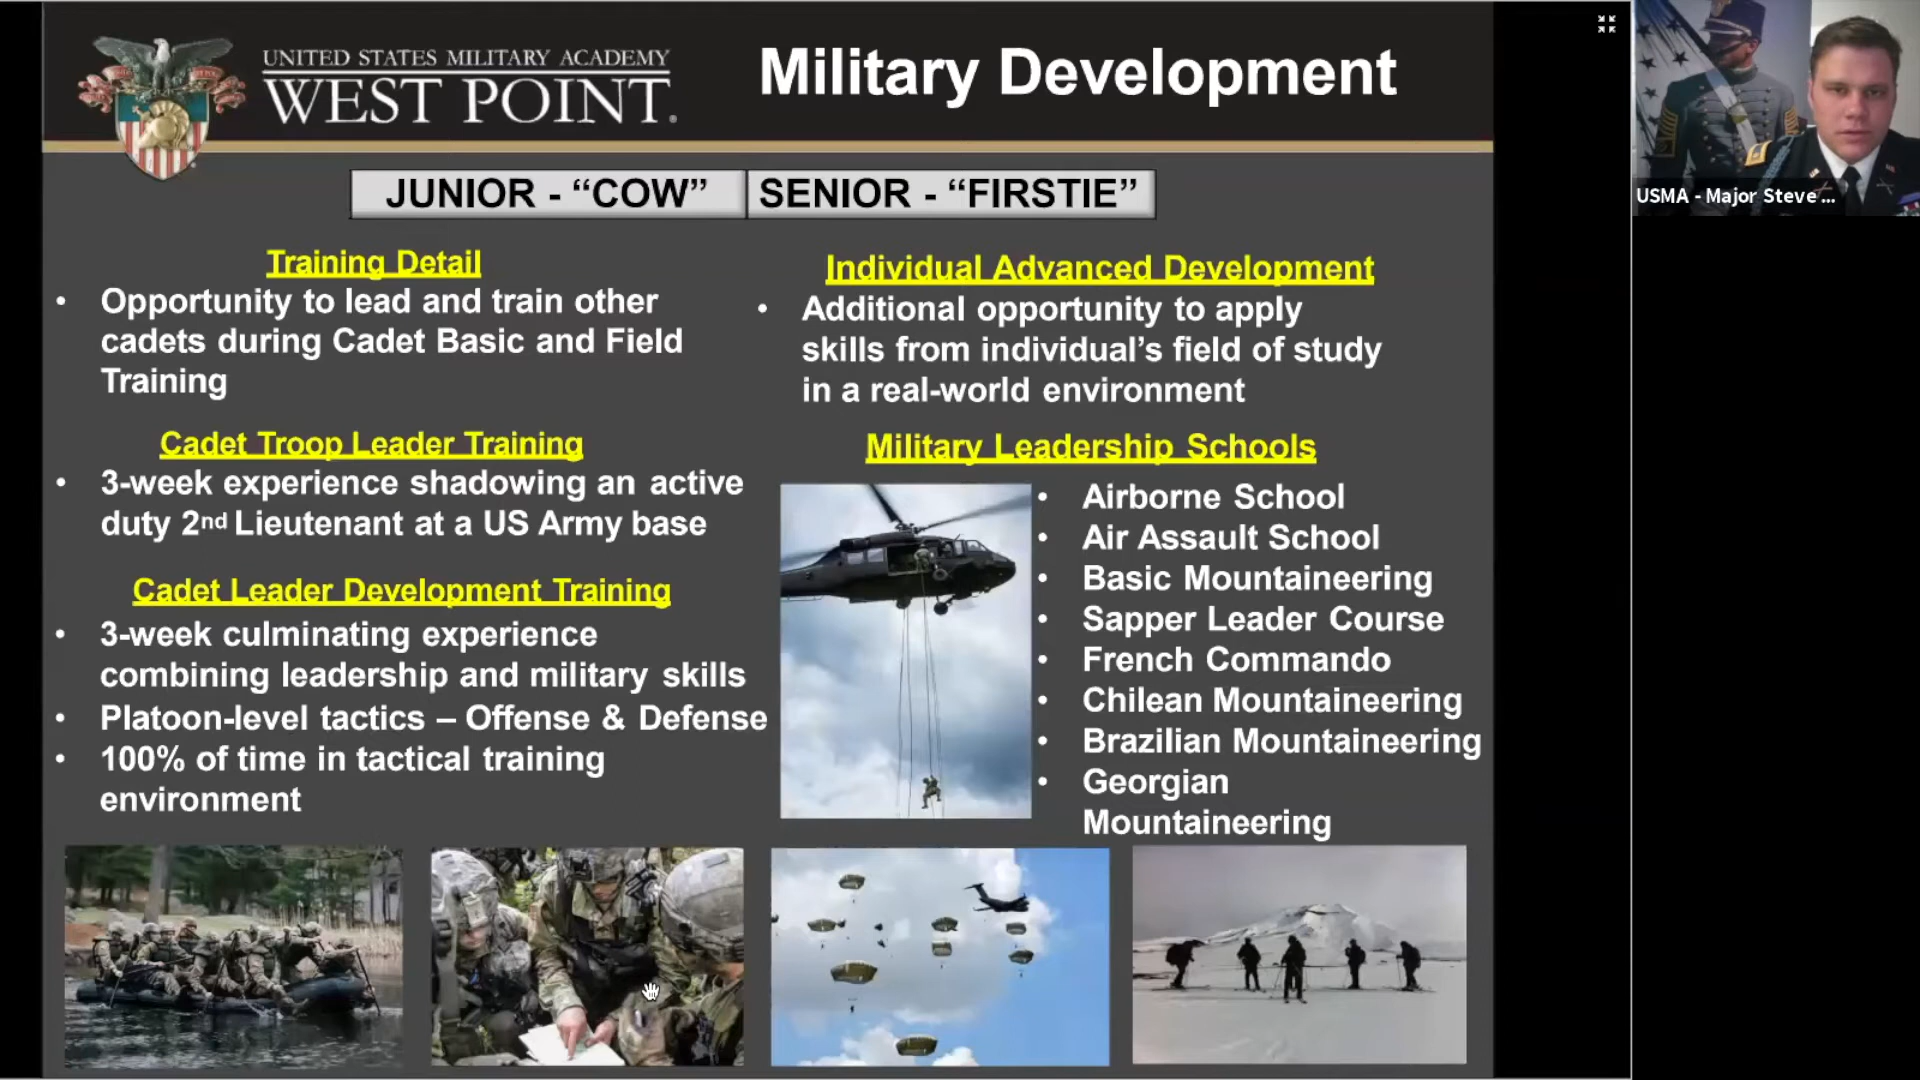 UNITED STATES MILITARY ACADEMY
WEST POINT.
Military Development
USMA - Major Steve ...
JUNIOR - “COW”
SENIOR - “FIRSTIE”
Training Detail
• Opportunity to lead and train other
cadets during Cadet Basic and Field
Training
Cadet Troop Leader Training
• 3-week experience shadowing an active
duty 2nd Lieutenant at a US Army base
Cadet Leader Development Training
• 3-week culminating experience
combining leadership and military skills
• Platoon-level tactics – Offense & Defense
• 100% of time in tactical training
environment
Individual Advanced Development
• Additional opportunity to apply
skills from individual’s field of study
in a real-world environment
Military Leadership Schools
• Airborne School
• Air Assault School
• Basic Mountaineering
• Sapper Leader Course
• French Commando
• Chilean Mountaineering
• Brazilian Mountaineering
• Georgian
Mountaineering